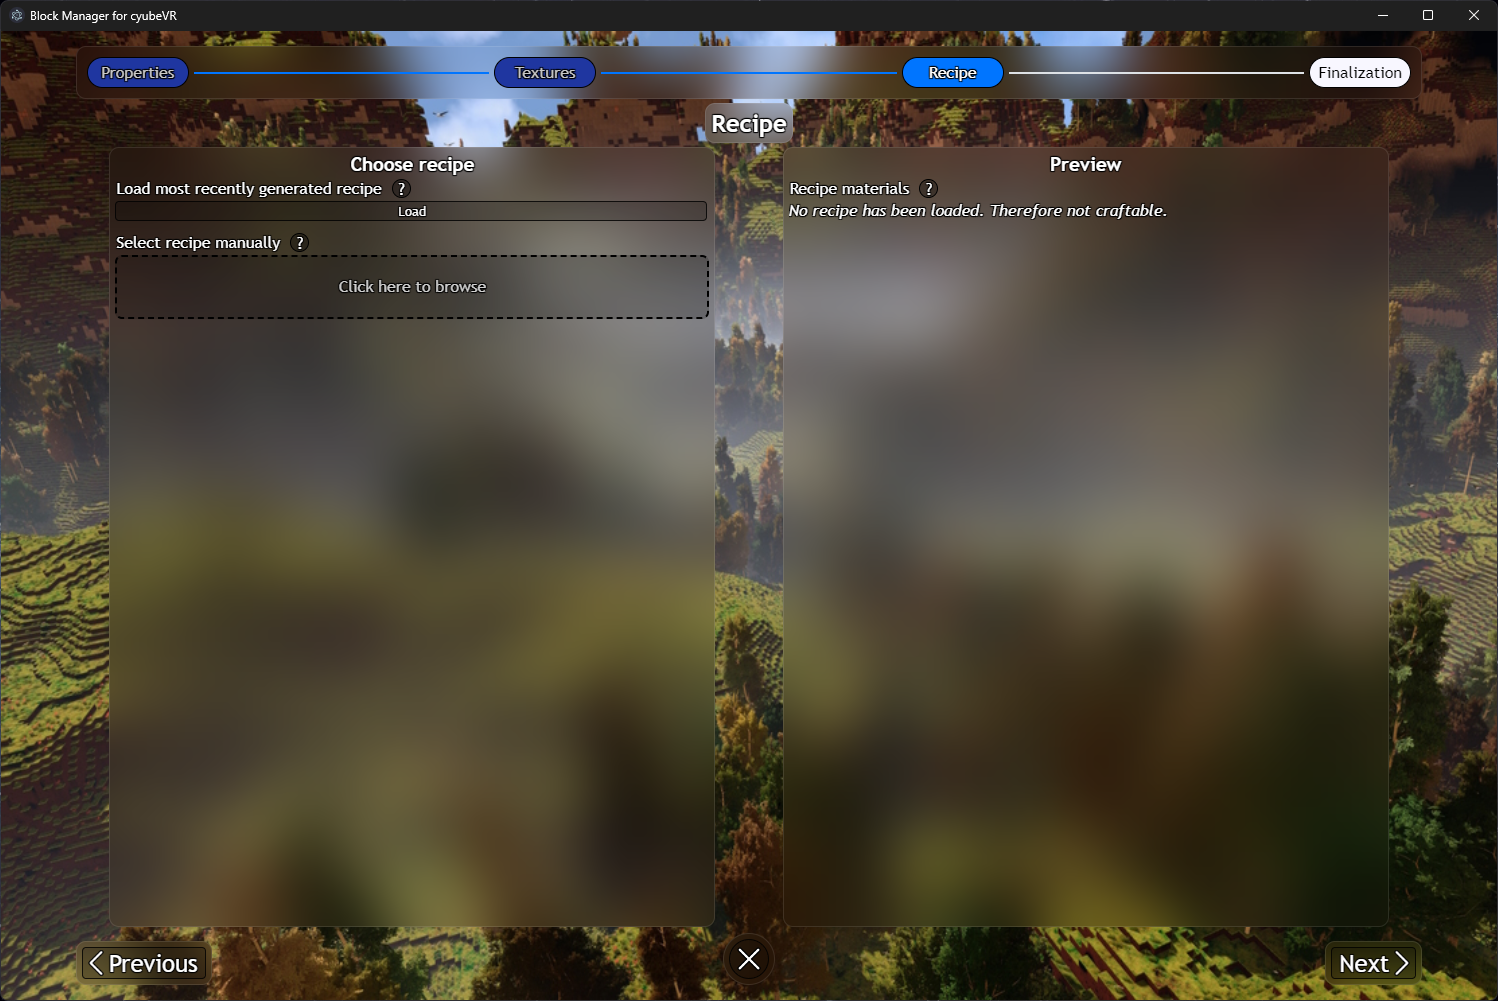 Block Manager for cyubeVR
Properties
Textures
Recipe
Finalization
Recipe
Choose recipe
Load most recently generated recipe ?
Load
Select recipe manually ?
Click here to browse
Preview
Recipe materials ?
No recipe has been loaded. Therefore not craftable.
Previous
Next